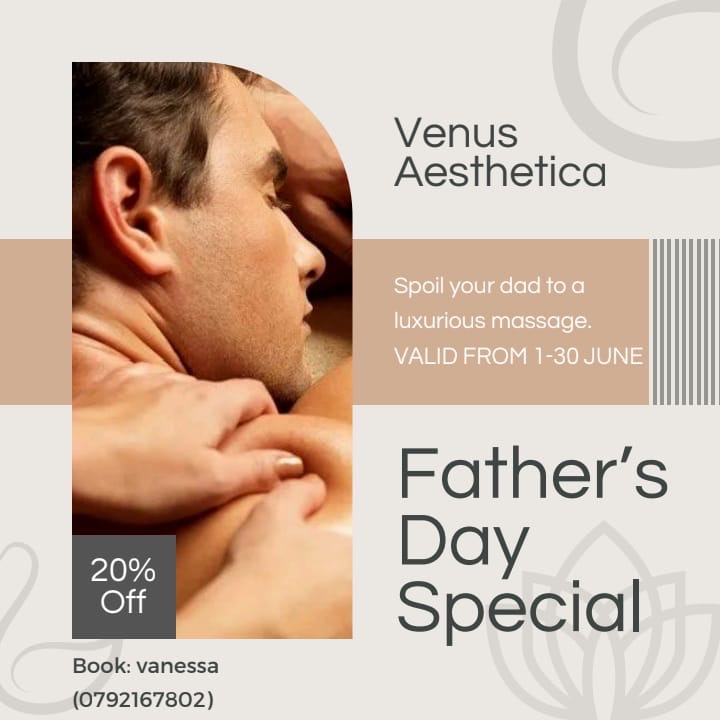 Venus
Aesthetica
Spoil your dad to a
luxurious massage.
VALID FROM 1-30 JUNE
Father’s
Day
Special
20%
Off
Book: vanessa
(0792167802)